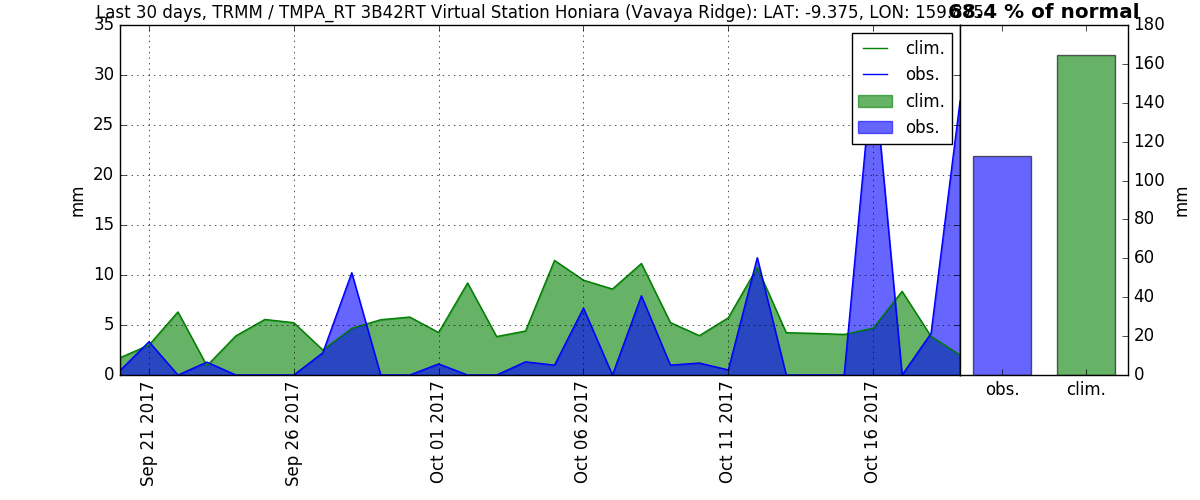 Last 30 days, TRMM / TMPA_RT 3B42RT Virtual Station Honiara (Vavaya Ridge): LAT: -9.375, LON: 159.
68.4 % of normal
35
30
25
20
15
10
5
0
mm
clim.
obs.
clim.
obs.
Sep 21 2017
Sep 26 2017
Oct 01 2017
Oct 06 2017
Oct 11 2017
Oct 16 2017
180
160
140
120
100
80
60
40
20
0
mm
obs.
clim.